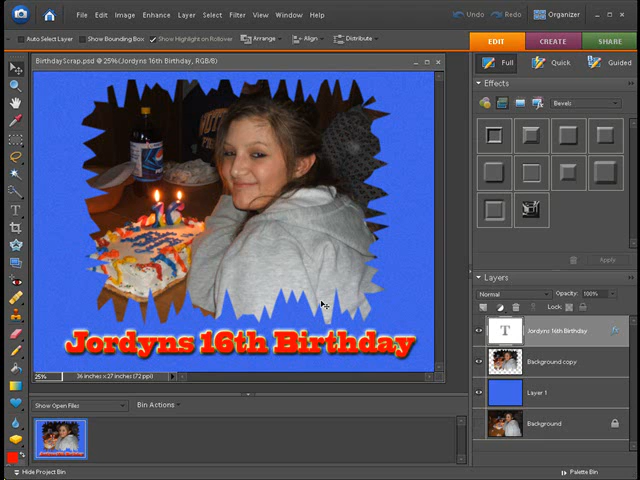 File Edit Image Enhance Layer Select Filter View Window Help
Undo Redo Organizer
Auto Select Layer Show Bounding Box Show Highlight on Rollover Arrange Align Distribute
EDIT CREATE SHARE
BirthdayScrap.psd @ 25%(Jordyns 16th Birthday, RGB/8)
Full Quick Guided
Effects
Bevels
Apply
PEPSI
16
Jordyns 16th Birthday
25% 36 inches x 27 inches (72 ppi)
Layers
Normal Opacity: 100%
Lock:
T Jordyns 16th Birthday fx
Background copy
Layer 1
Background
Show Open Files Bin Actions
Hide Project Bin
Palette Bin